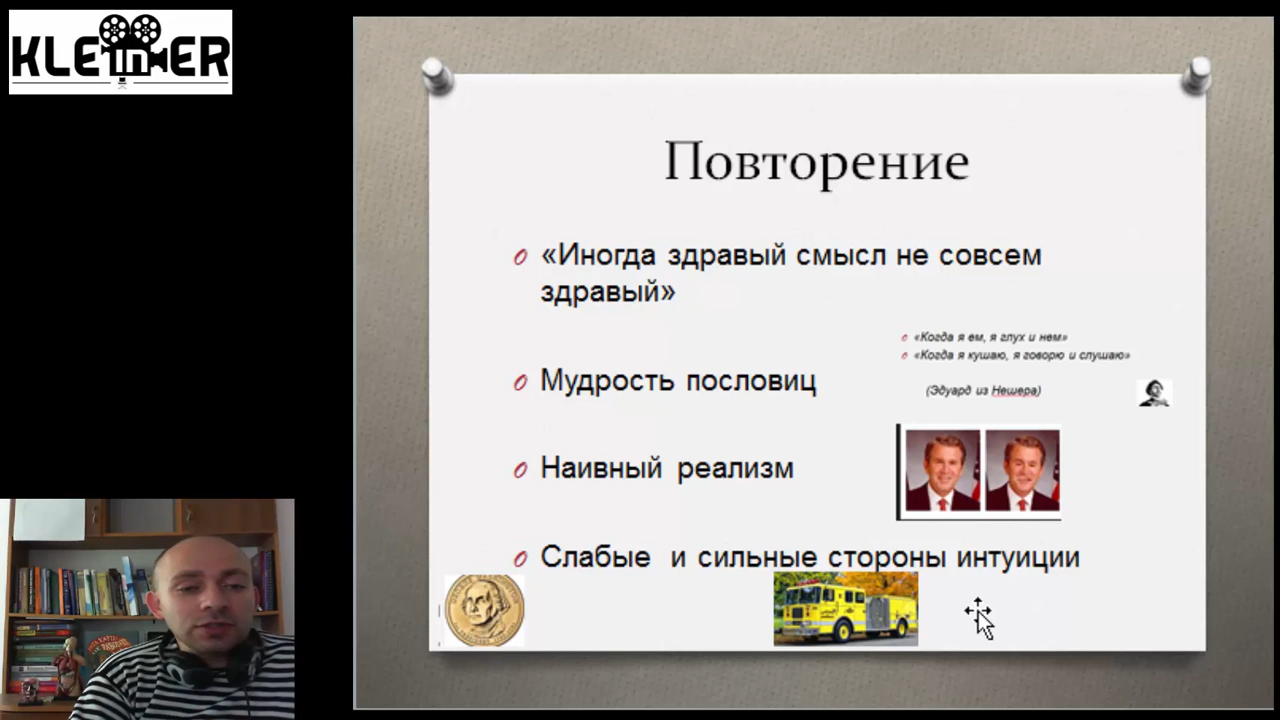 KLEINER
Повторение
«Иногда здравый смысл не совсем
здравый»
«Когда я ем, я глух и нем»
«Когда я кушаю, я говорю и слушаю»
Мудрость пословиц
(Эдуард из Нешера)
Наивный реализм
Слабые и сильные стороны интуиции